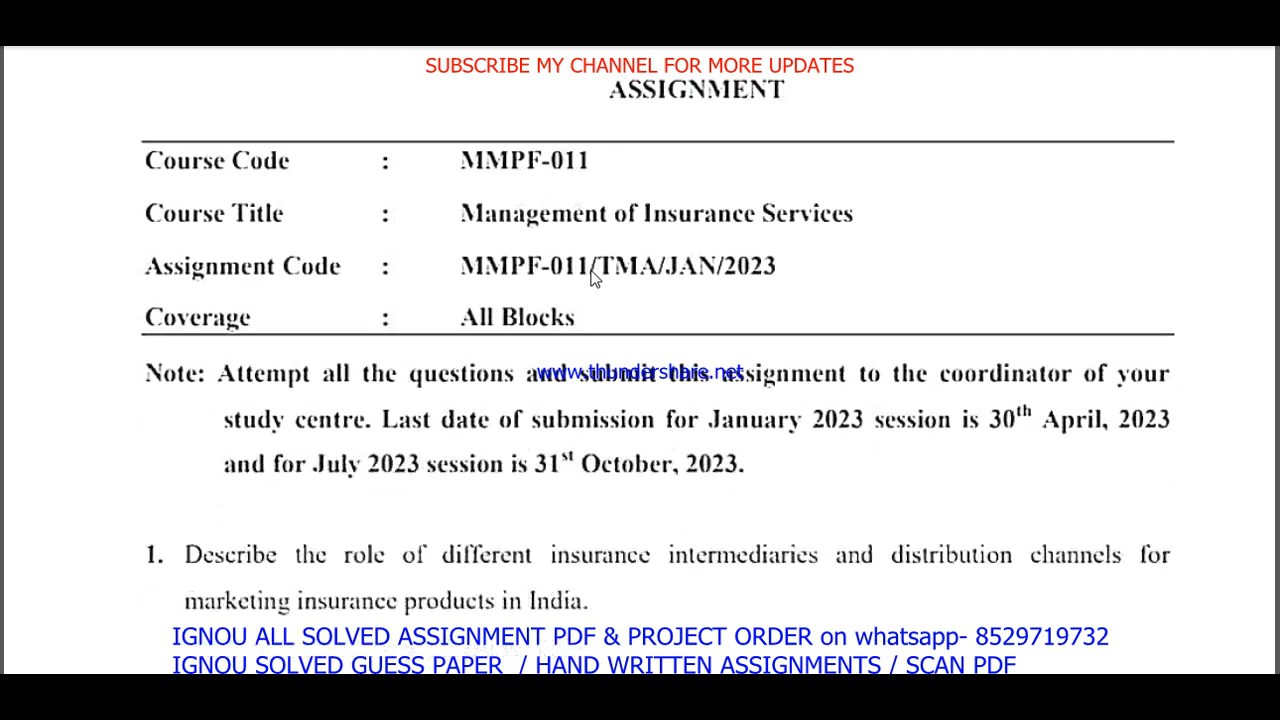 SUBSCRIBE MY CHANNEL FOR MORE UPDATES
ASSIGNMENT
Course Code : MMPF-011
Course Title : Management of Insurance Services
Assignment Code : MMPF-011/TMA/JAN/2023
Coverage : All Blocks
Note: Attempt all the questions and submit this assignment to the coordinator of your
www.thundershare.net
study centre. Last date of submission for January 2023 session is 30th April, 2023
and for July 2023 session is 31st October, 2023.
1. Describe the role of different insurance intermediaries and distribution channels for
marketing insurance products in India.
IGNOU ALL SOLVED ASSIGNMENT PDF & PROJECT ORDER on whatsapp- 8529719732
IGNOU SOLVED GUESS PAPER / HAND WRITTEN ASSIGNMENTS / SCAN PDF